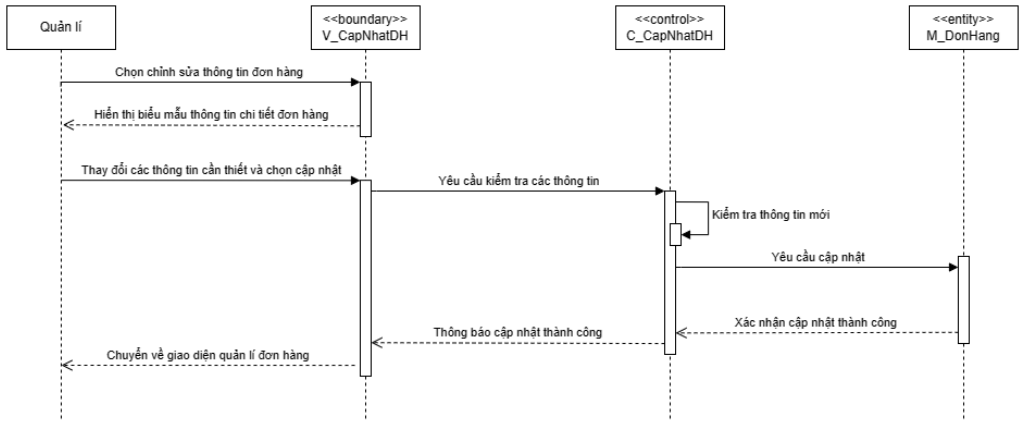 Quản lí
<<boundary>>
V_CapNhatDH
<<control>>
C_CapNhatDH
<<entity>>
M_DonHang
Chọn chỉnh sửa thông tin đơn hàng
Hiển thị biểu mẫu thông tin chi tiết đơn hàng
Thay đổi các thông tin cần thiết và chọn cập nhật
Yêu cầu kiểm tra các thông tin
Kiểm tra thông tin mới
Yêu cầu cập nhật
Xác nhận cập nhật thành công
Thông báo cập nhật thành công
Chuyển về giao diện quản lí đơn hàng